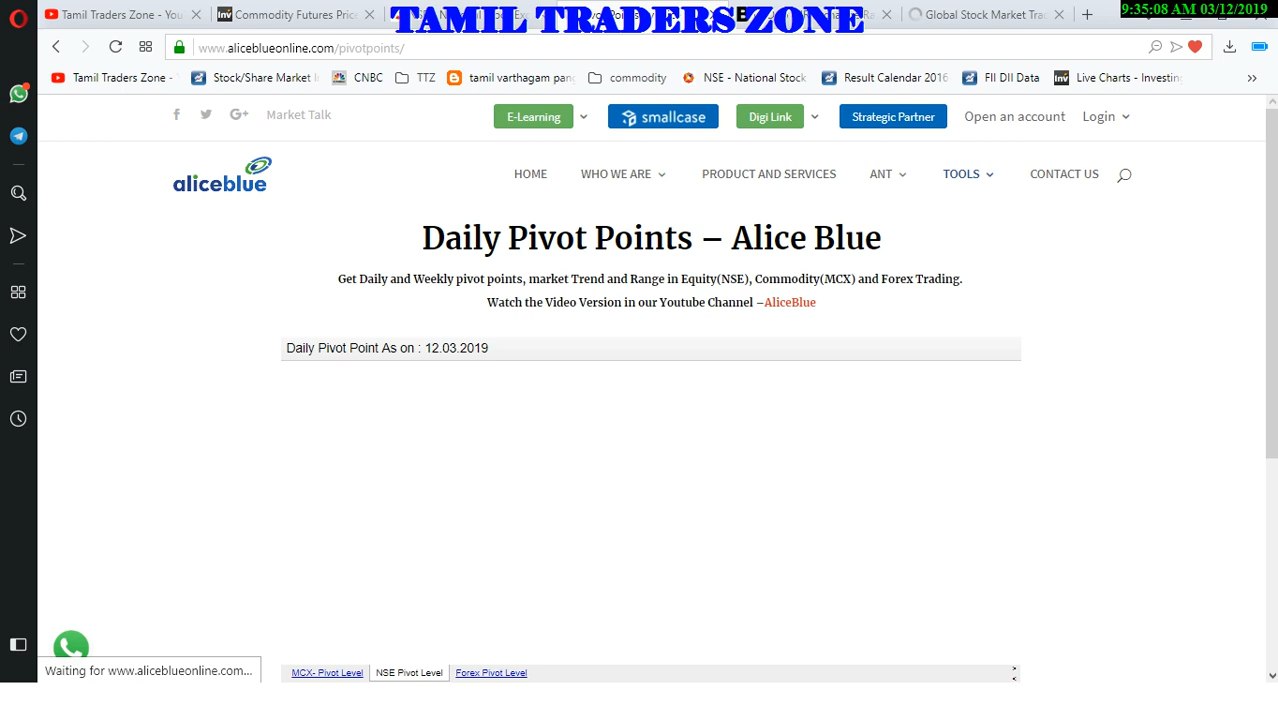 Tamil Traders Zone - You
Commodity Futures Price
Global Stock Market Trac
TAMIL TRADERS ZONE
9:35:08 AM 03/12/2019
www.aliceblueonline.com/pivotpoints/
Tamil Traders Zone -
Stock/Share Market I
CNBC
TTZ
tamil varthagam pan
commodity
NSE - National Stock
Result Calendar 2016
FII DII Data
Live Charts - Investin
»
Market Talk
E-Learning
smallcase
Digi Link
Strategic Partner
Open an account
Login
aliceblue
HOME
WHO WE ARE
PRODUCT AND SERVICES
ANT
TOOLS
CONTACT US
Daily Pivot Points – Alice Blue
Get Daily and Weekly pivot points, market Trend and Range in Equity(NSE), Commodity(MCX) and Forex Trading.
Watch the Video Version in our Youtube Channel –AliceBlue
Daily Pivot Point As on : 12.03.2019
Waiting for www.aliceblueonline.com...
MCX- Pivot Level
NSE Pivot Level
Forex Pivot Level